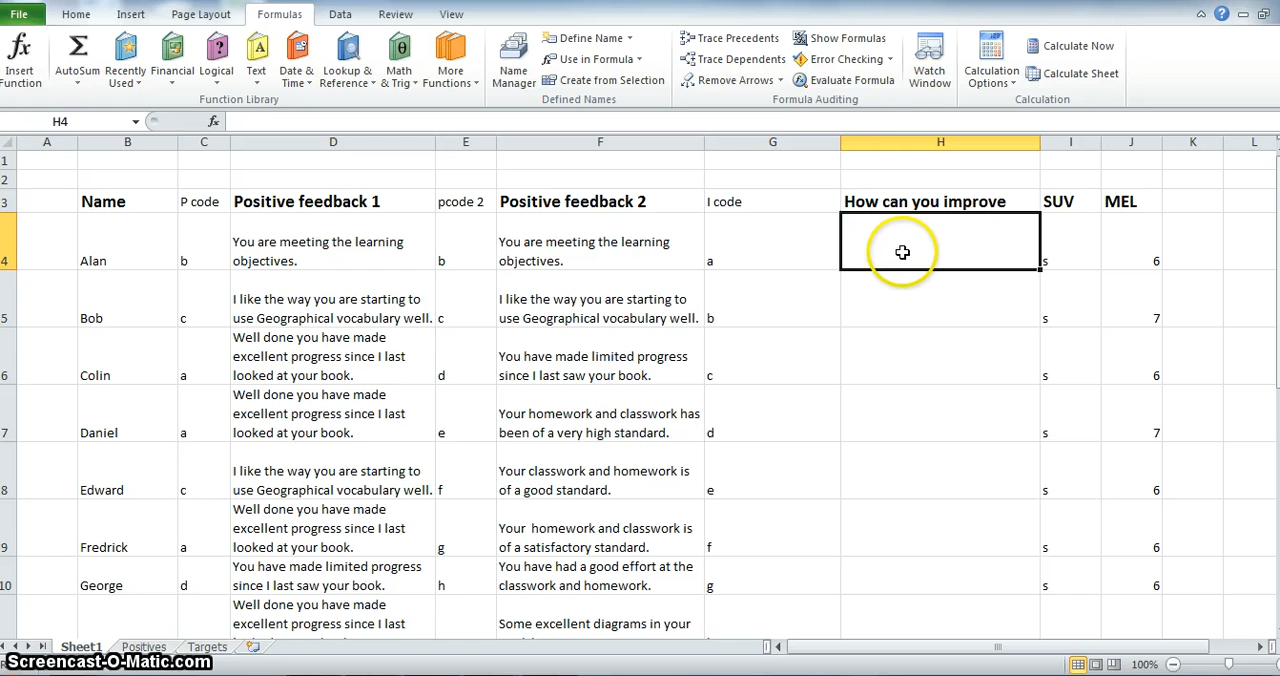 File Home Insert Page Layout Formulas Data Review View
Insert Function
AutoSum
Recently Used
Financial
Logical
Text
Date & Time
Lookup & Reference
Math & Trig
More Functions
Function Library
Name Manager
Define Name
Use in Formula
Create from Selection
Defined Names
Trace Precedents
Trace Dependents
Remove Arrows
Show Formulas
Error Checking
Evaluate Formula
Formula Auditing
Watch Window
Calculation Options
Calculate Now
Calculate Sheet
Calculation
H4 fx
A B C D E F G H I J K L
1
2
3 Name P code Positive feedback 1 pcode 2 Positive feedback 2 I code How can you improve SUV MEL
You are meeting the learning You are meeting the learning
4 Alan b objectives. b objectives. a s 6
I like the way you are starting to I like the way you are starting to
5 Bob c use Geographical vocabulary well. c use Geographical vocabulary well. b s 7
Well done you have made
excellent progress since I last You have made limited progress
6 Colin a looked at your book. d since I last saw your book. c s 6
Well done you have made
excellent progress since I last Your homework and classwork has
7 Daniel a looked at your book. e been of a very high standard. d s 7
I like the way you are starting to Your classwork and homework is
8 Edward c use Geographical vocabulary well. f of a good standard. e s 6
Well done you have made
excellent progress since I last Your homework and classwork is
9 Fredrick a looked at your book. g of a satisfactory standard. f s 6
You have made limited progress You have had a good effort at the
10 George d since I last saw your book. h classwork and homework. g s 6
Well done you have made
Some excellent diagrams in your
Sheet1 Positives Targets
Screencast-O-Matic.com 100%